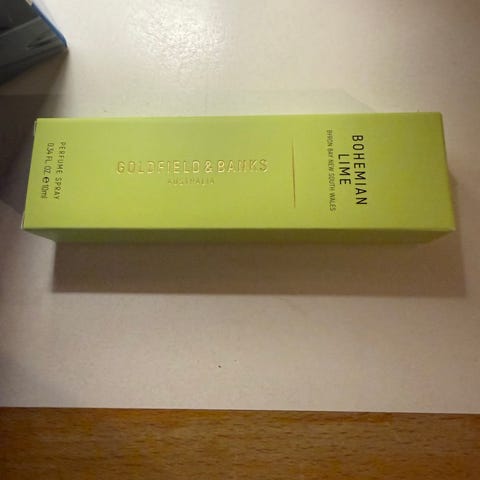 GOLDFIELD & BANKS
AUSTRALIA
BOHEMIAN
LIME
BYRON BAY NEW SOUTH WALES
PERFUME SPRAY
0.34 FL. OZ. ℮ 10ml